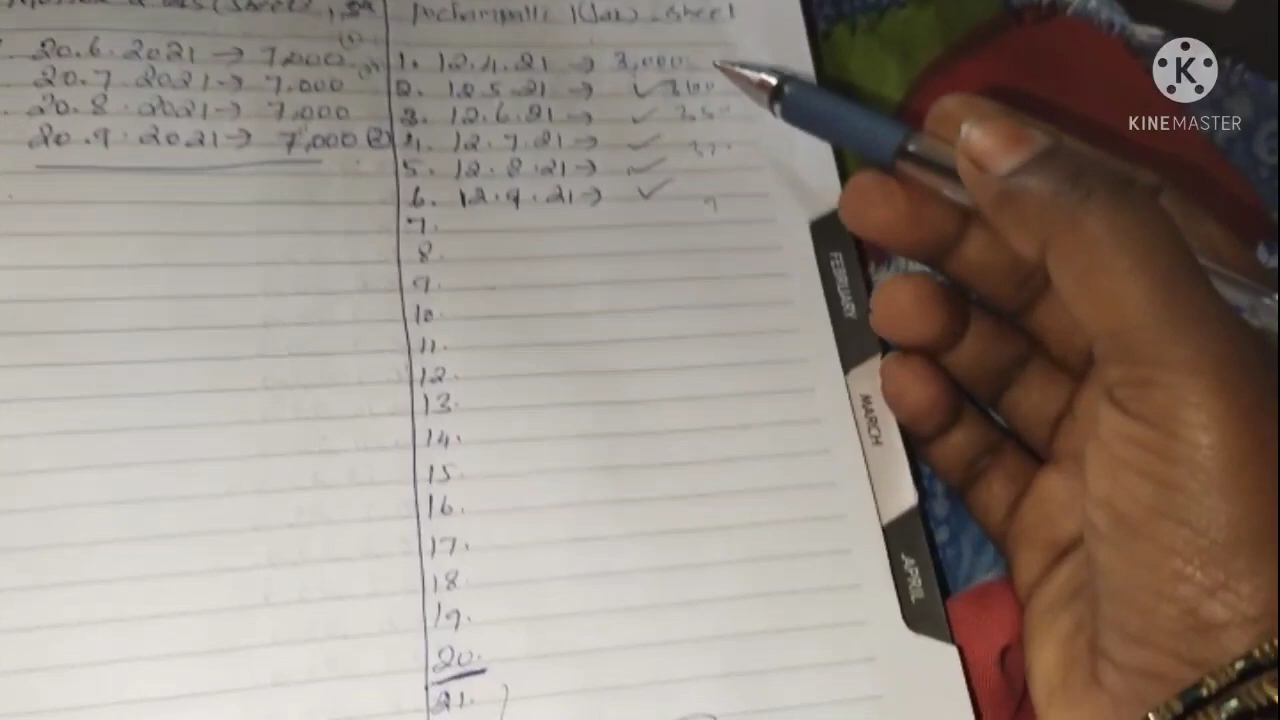 20.6.2021 → 7,000 (1)
20.7.2021 → 7.000
20.8.2021 → 7,000
20.9.2021 → 7,000
sheet
1. 12.4.21 → 3,000
2. 12.5.21 → ✓ 3100
3. 12.6.21 → ✓
4. 12.7.21 → ✓
5. 12.8.21 → ✓
6. 12.9.21 → ✓
7.
8.
9.
10.
11.
12.
13.
14.
15.
16.
17.
18.
19.
20.
21.
FEBRUARY
MARCH
APRIL
K
KINEMASTER